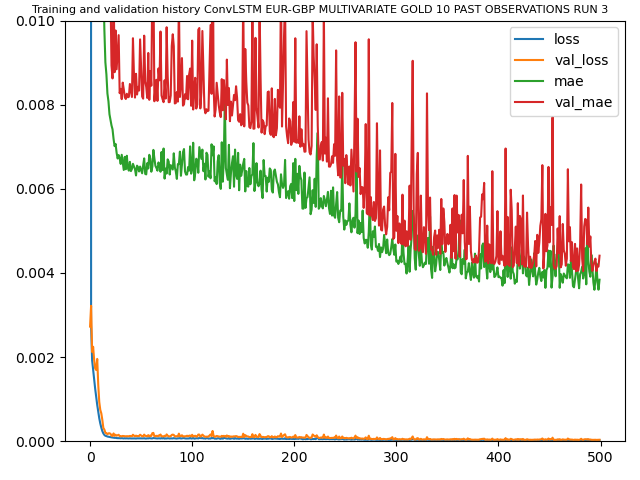 Training and validation history ConvLSTM EUR-GBP MULTIVARIATE GOLD 10 PAST OBSERVATIONS RUN 3
0.010
0.008
0.006
0.004
0.002
0.000
0
100
200
300
400
500
loss
val_loss
mae
val_mae